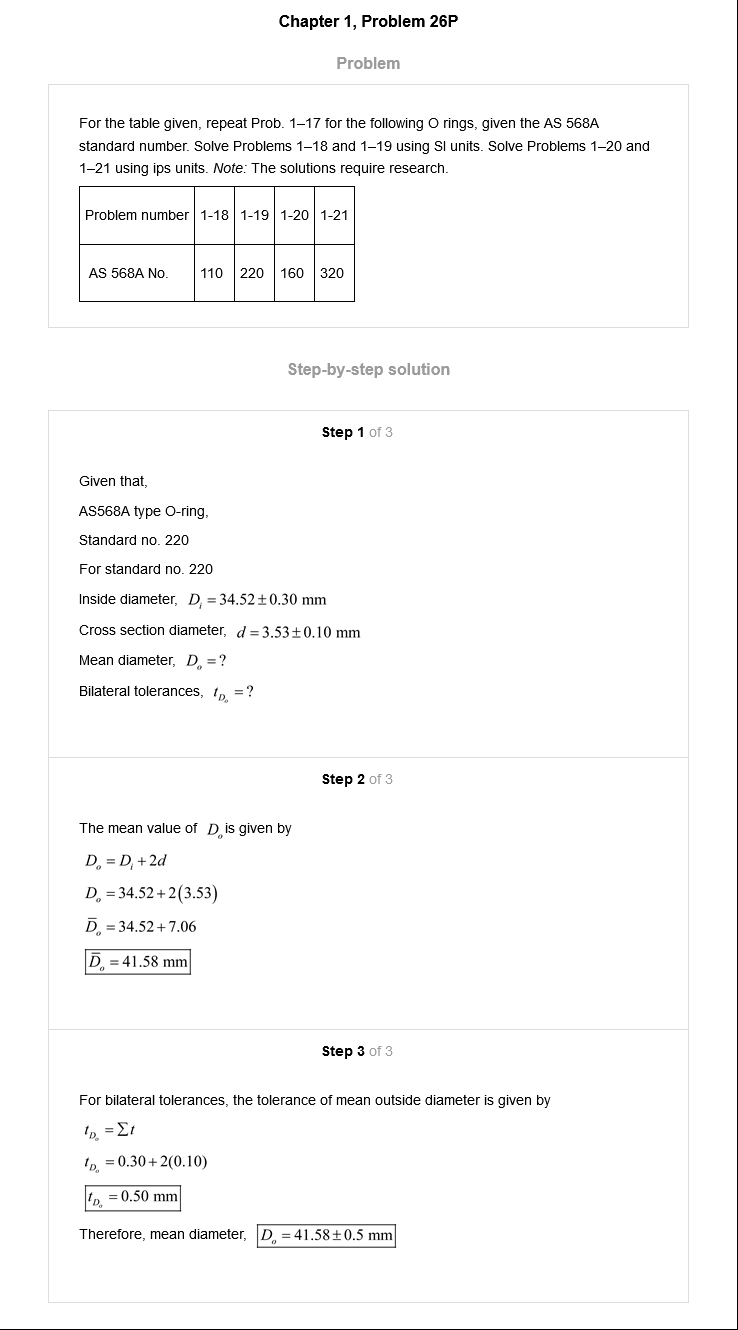 Chapter 1, Problem 26P
Problem
For the table given, repeat Prob. 1–17 for the following O rings, given the AS 568A
standard number. Solve Problems 1–18 and 1–19 using SI units. Solve Problems 1–20 and
1–21 using ips units. Note: The solutions require research.
Problem number 1-18 1-19 1-20 1-21
AS 568A No. 110 220 160 320
Step-by-step solution
Step 1 of 3
Given that,
AS568A type O-ring,
Standard no. 220
For standard no. 220
Inside diameter, D_i = 34.52 ± 0.30 mm
Cross section diameter, d = 3.53 ± 0.10 mm
Mean diameter, D_o = ?
Bilateral tolerances, t_{D_o} = ?
Step 2 of 3
The mean value of D_o is given by
D_o = D_i + 2d
D_o = 34.52 + 2(3.53)
D̅_o = 34.52 + 7.06
D̅_o = 41.58 mm
Step 3 of 3
For bilateral tolerances, the tolerance of mean outside diameter is given by
t_{D_o} = Σt
t_{D_o} = 0.30 + 2(0.10)
t_{D_o} = 0.50 mm
Therefore, mean diameter, D_o = 41.58 ± 0.5 mm